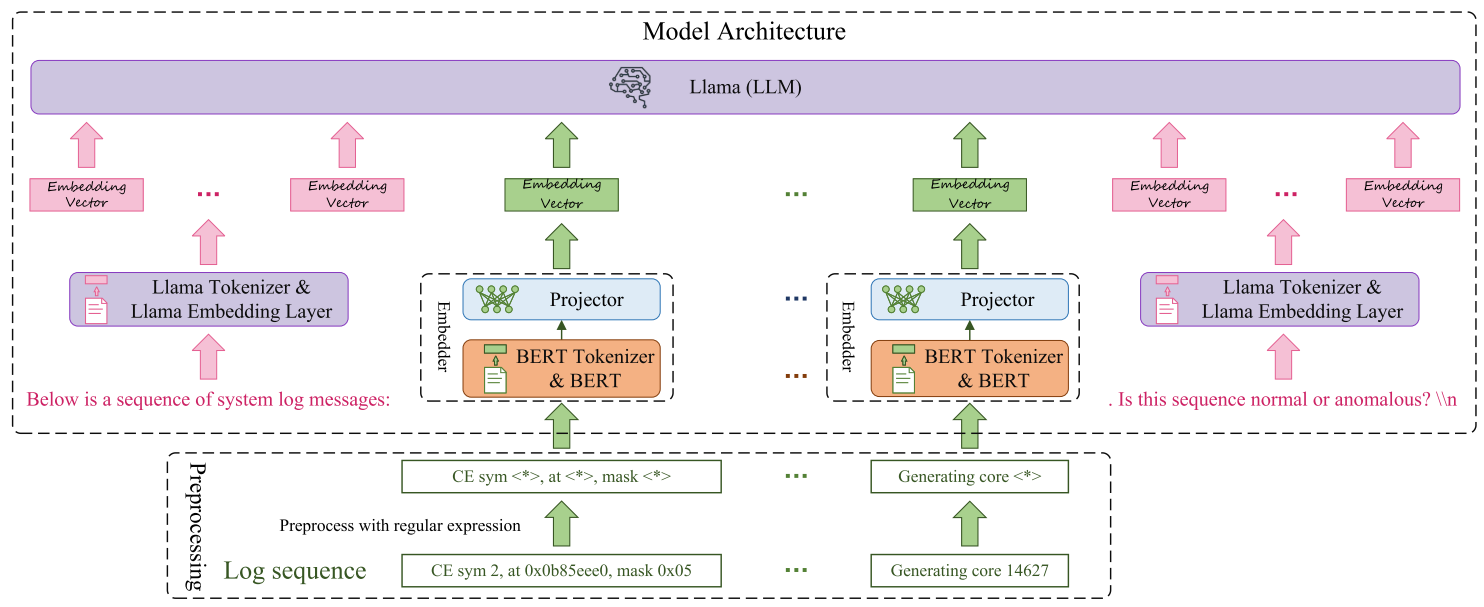 Model Architecture
Llama (LLM)
Embedding
Vector
...
Embedding
Vector
Embedding
Vector
...
Embedding
Vector
Embedding
Vector
...
Embedding
Vector
Llama Tokenizer &
Llama Embedding Layer
Embedder
Projector
BERT Tokenizer
& BERT
...
...
Embedder
Projector
BERT Tokenizer
& BERT
Llama Tokenizer &
Llama Embedding Layer
Below is a sequence of system log messages:
. Is this sequence normal or anomalous? \\n
Preprocessing
CE sym <*>, at <*>, mask <*>
...
Generating core <*>
Preprocess with regular expression
Log sequence
CE sym 2, at 0x0b85eee0, mask 0x05
...
Generating core 14627